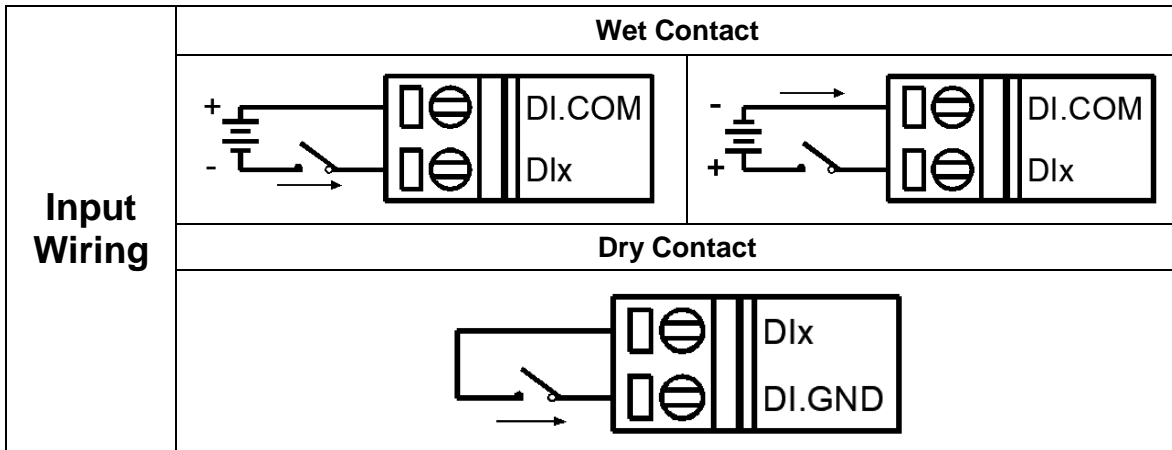 Input
Wiring
Wet Contact
+
-
DI.COM
DIx
-
+
DI.COM
DIx
Dry Contact
DIx
DI.GND